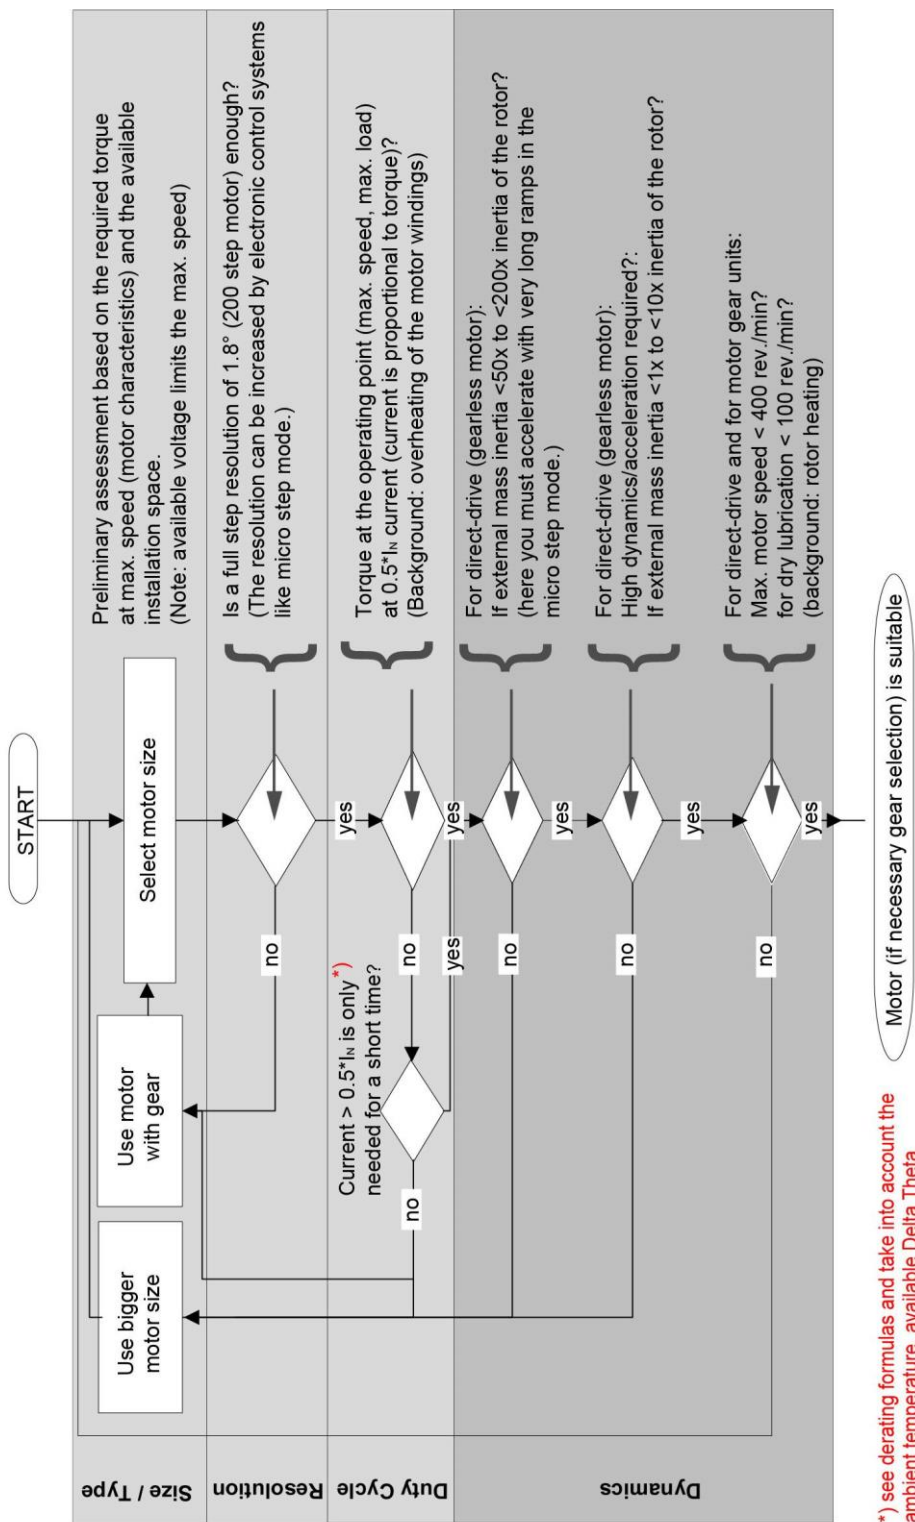 START
Size / Type
Use bigger
motor size
Use motor
with gear
Select motor size
Preliminary assessment based on the required torque
at max. speed (motor characteristics) and the available
installation space.
(Note: available voltage limits the max. speed)
Resolution
no
yes
Is a full step resolution of 1.8° (200 step motor) enough?
(The resolution can be increased by electronic control systems
like micro step mode.)
Duty Cycle
Current > 0.5*IN is only *)
needed for a short time?
no
no
yes
yes
Torque at the operating point (max. speed, max. load)
at 0.5*IN current (current is proportional to torque)?
(Background: overheating of the motor windings)
Dynamics
no
yes
For direct-drive (gearless motor):
If external mass inertia <50x to <200x inertia of the rotor?
(here you must accelerate with very long ramps in the
micro step mode.)
no
yes
For direct-drive (gearless motor):
High dynamics/acceleration required?:
If external mass inertia <1x to <10x inertia of the rotor?
no
yes
For direct-drive and for motor gear units:
Max. motor speed < 400 rev./min?
for dry lubrication < 100 rev./min?
(background: rotor heating)
Motor (if necessary gear selection) is suitable
*) see derating formulas and take into account the
ambient temperature, available Delta Theta